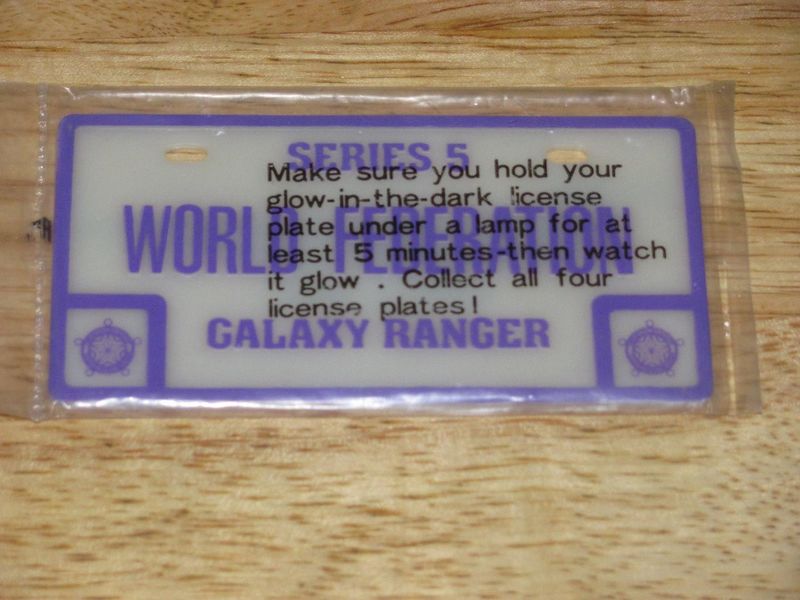 SERIES 5
WORLD FEDERATION
GALAXY RANGER
Make sure you hold your
glow-in-the-dark license
plate under a lamp for at
least 5 minutes-then watch
it glow . Collect all four
license plates!